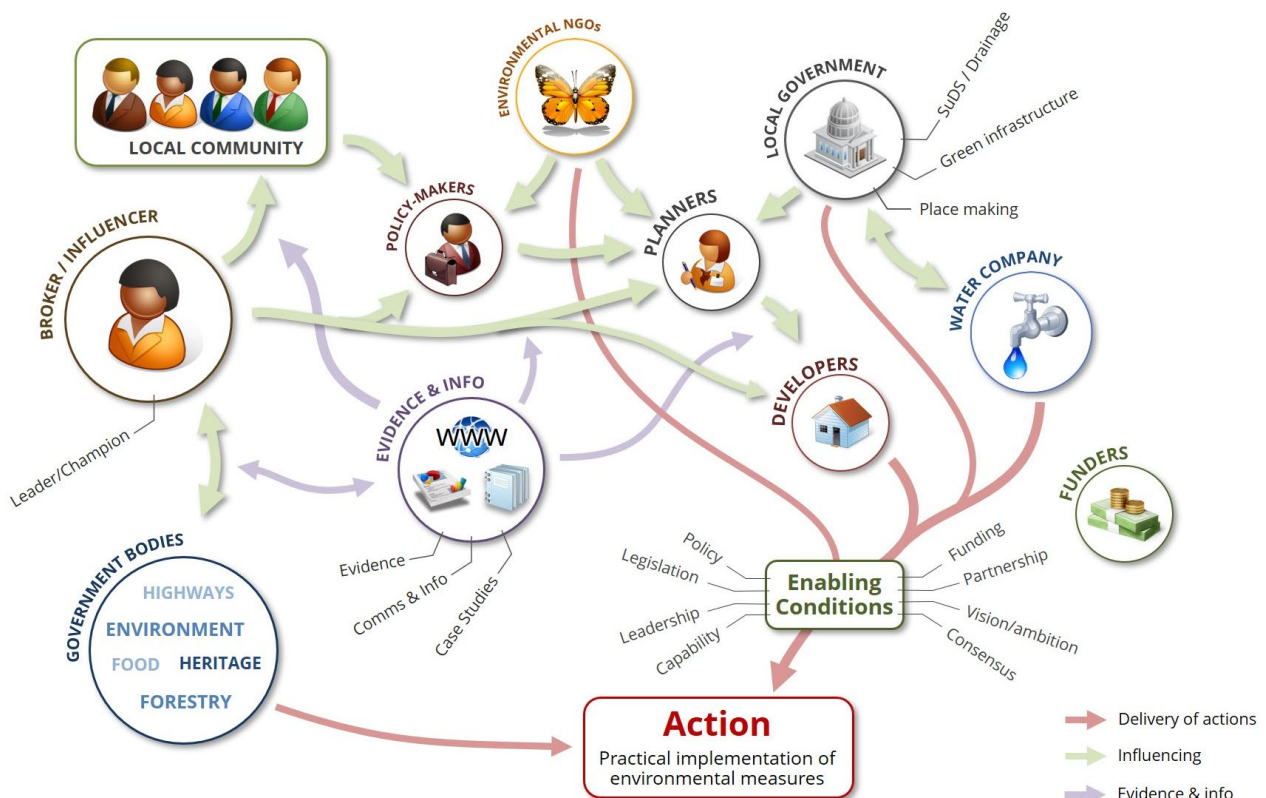 ENVIRONMENTAL NGOs
LOCAL COMMUNITY
LOCAL GOVERNMENT
SuDS / Drainage
Green infrastructure
Place making
POLICY-MAKERS
PLANNERS
BROKER / INFLUENCER
Leader/Champion
WATER COMPANY
EVIDENCE & INFO
WWW
Evidence
Comms & Info
Case Studies
DEVELOPERS
FUNDERS
GOVERNMENT BODIES
HIGHWAYS
ENVIRONMENT
FOOD HERITAGE
FORESTRY
Policy
Legislation
Leadership
Capability
Enabling
Conditions
Funding
Partnership
Vision/ambition
Consensus
Action
Practical implementation of
environmental measures
Delivery of actions
Influencing
Evidence & info